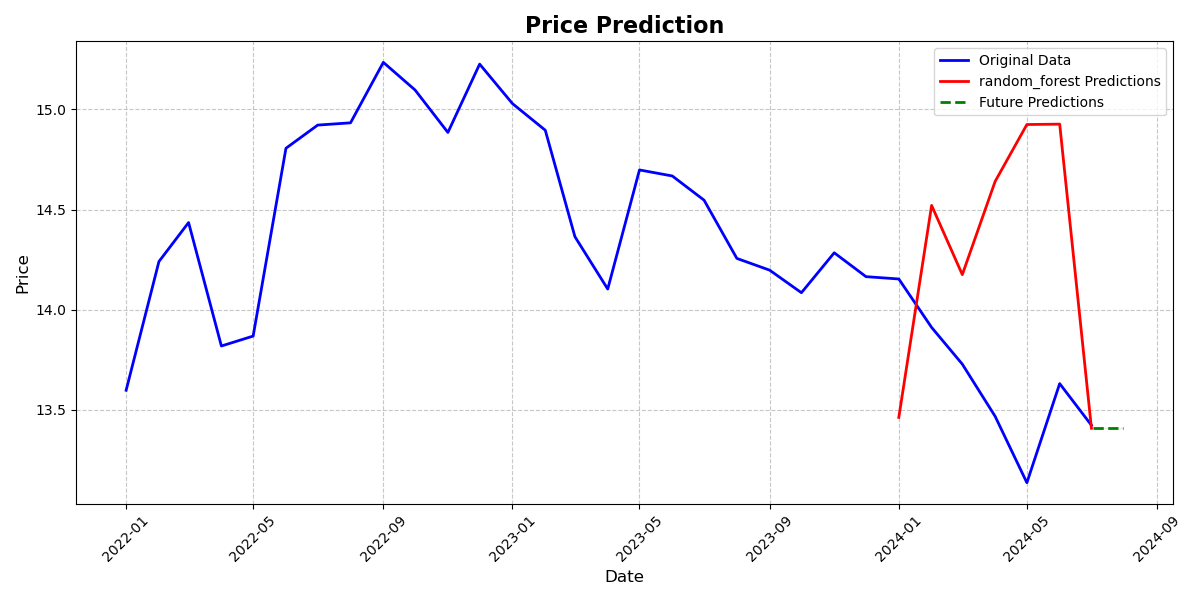 Price Prediction
Original Data
random_forest Predictions
Future Predictions
Price
15.0
14.5
14.0
13.5
2022-01
2022-05
2022-09
2023-01
2023-05
2023-09
2024-01
2024-05
2024-09
Date